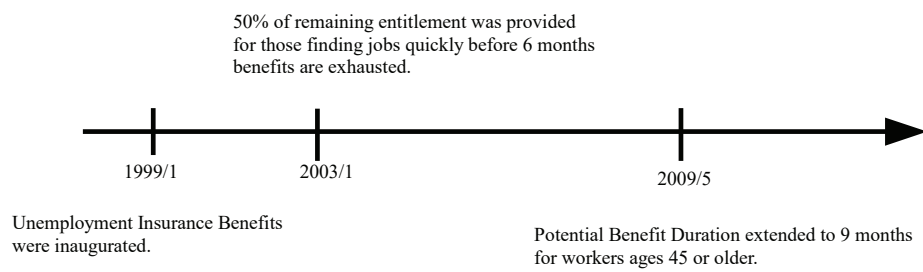 50% of remaining entitlement was provided
for those finding jobs quickly before 6 months
benefits are exhausted.
1999/1
2003/1
2009/5
Unemployment Insurance Benefits
were inaugurated.
Potential Benefit Duration extended to 9 months
for workers ages 45 or older.